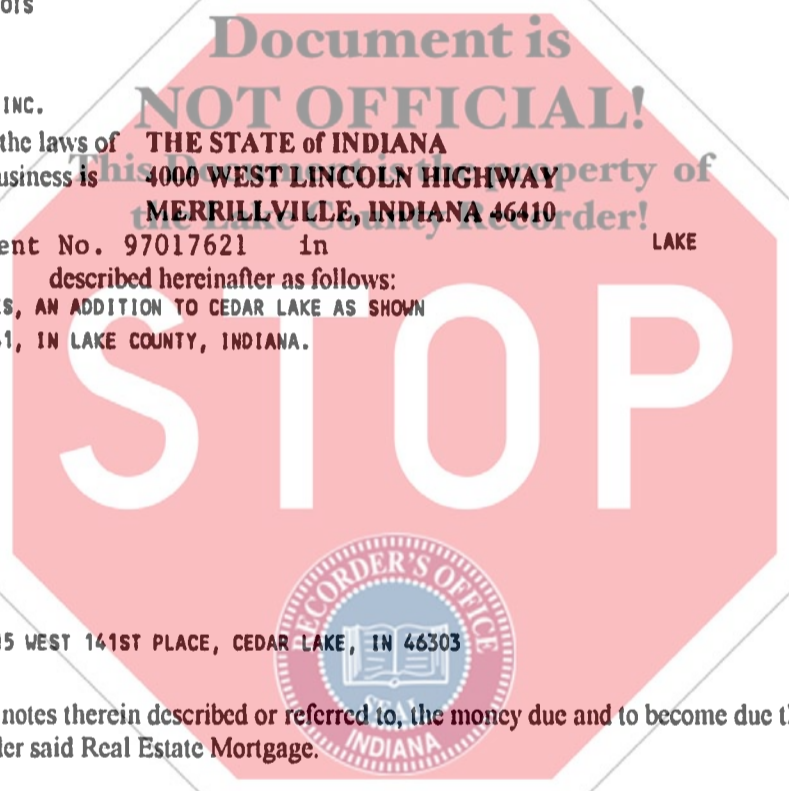 OIS
Document is
NOT OFFICIAL!
INC.
the laws of THE STATE of INDIANA
This Document is the property of
usiness is 4000 WEST LINCOLN HIGHWAY
MERRILLVILLE, INDIANA 46410
the Lake County Recorder!
ent No. 97017621 in LAKE
described hereinafter as follows:
S, AN ADDITION TO CEDAR LAKE AS SHOWN
1, IN LAKE COUNTY, INDIANA.
STOP
RECORDER'S OFFICE
5 WEST 141ST PLACE, CEDAR LAKE, IN 46303
SEAL
notes therein described or referred to, the money due and to become due t
INDIANA
er said Real Estate Mortgage.